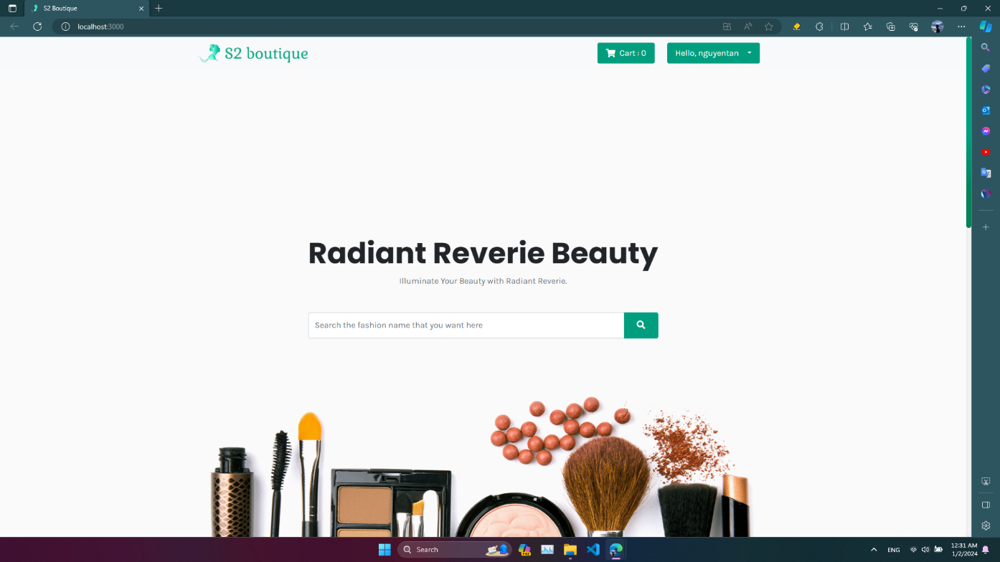 S2 Boutique
localhost:3000
S2 boutique
Cart : 0
Hello, nguyentan
Radiant Reverie Beauty
Illuminate Your Beauty with Radiant Reverie.
Search the fashion name that you want here
Search
PRE
ENG
12:31 AM
1/2/2024